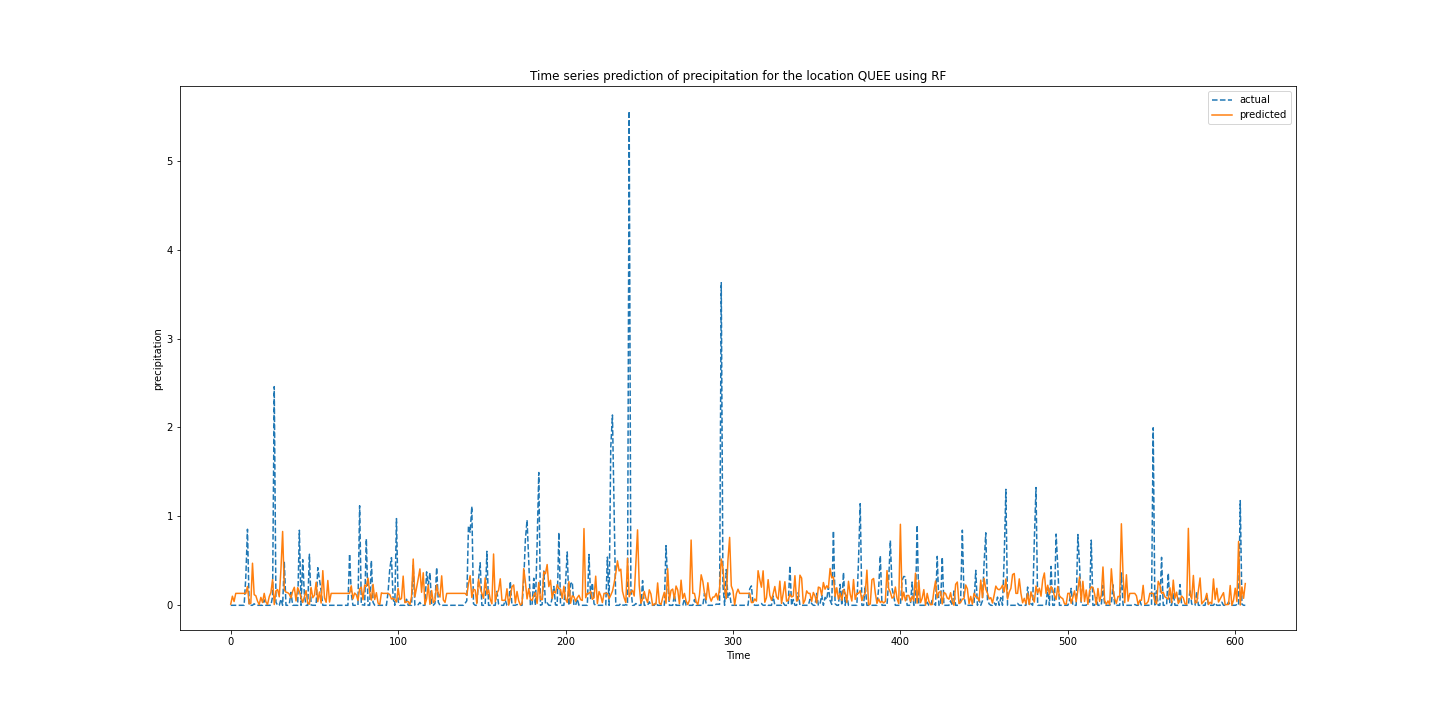 Time series prediction of precipitation for the location QUEE using RF
actual
predicted
5
4
3
2
1
0
precipitation
0 100 200 300 400 500 600
Time